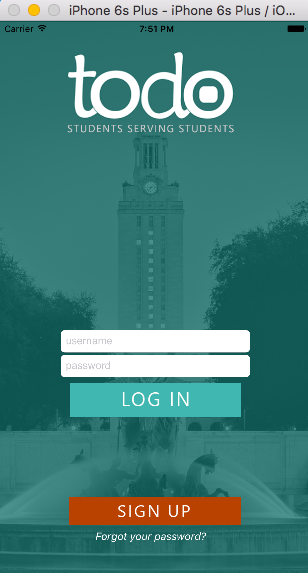 iPhone 6s Plus - iPhone 6s Plus / iO...
Carrier 7:51 PM
todo
STUDENTS SERVING STUDENTS
username
password
LOG IN
SIGN UP
Forgot your password?